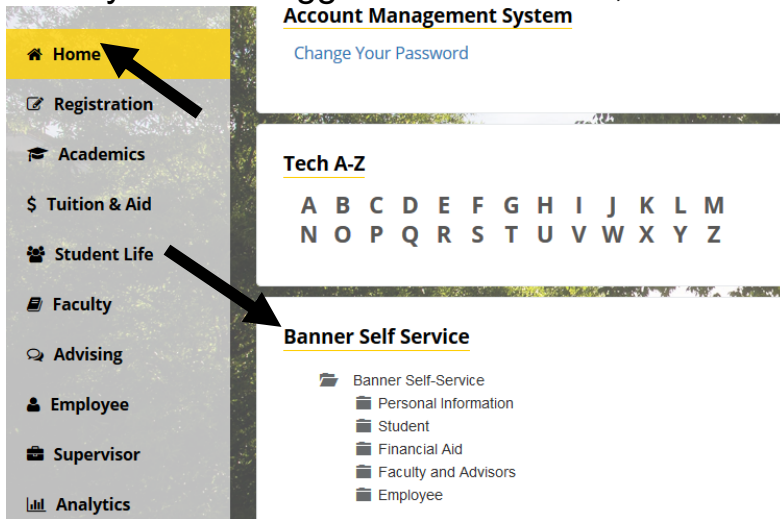 Account Management System
Change Your Password
Home
Registration
Academics
$ Tuition & Aid
Student Life
Faculty
Advising
Employee
Supervisor
Analytics
Tech A-Z
A B C D E F G H I J K L M
N O P Q R S T U V W X Y Z
Banner Self Service
Banner Self-Service
Personal Information
Student
Financial Aid
Faculty and Advisors
Employee